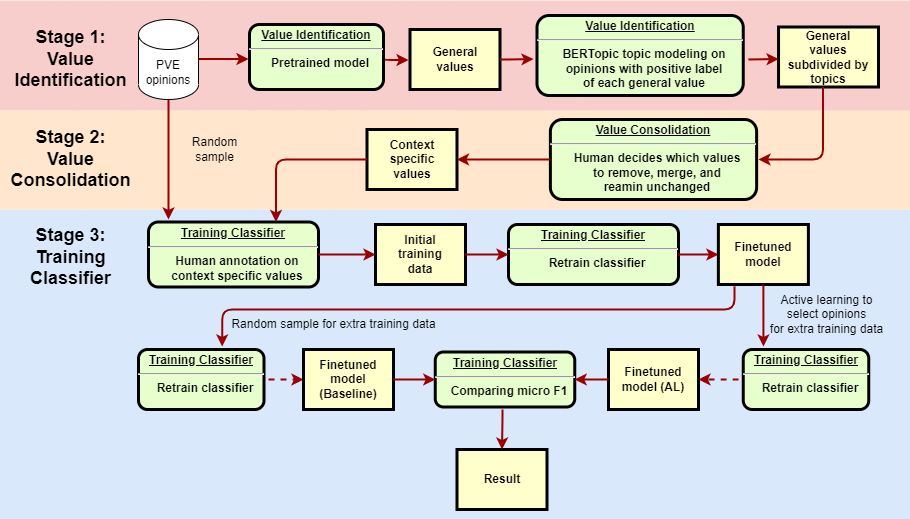 Stage 1:
Value
Identification
PVE
opinions
Value Identification
Pretrained model
General
values
Value Identification
BERTopic topic modeling on
opinions with positive label
of each general value
General
values
subdivided by
topics
Stage 2:
Value
Consolidation
Random
sample
Context
specific
values
Value Consolidation
Human decides which values
to remove, merge, and
reamin unchanged
Stage 3:
Training
Classifier
Training Classifier
Human annotation on
context specific values
Initial
training
data
Training Classifier
Retrain classifier
Finetuned
model
Random sample for extra training data
Active learning to
select opinions
for extra training data
Training Classifier
Retrain classifier
Finetuned
model
(Baseline)
Training Classifier
Comparing micro F1
Finetuned
model (AL)
Training Classifier
Retrain classifier
Result